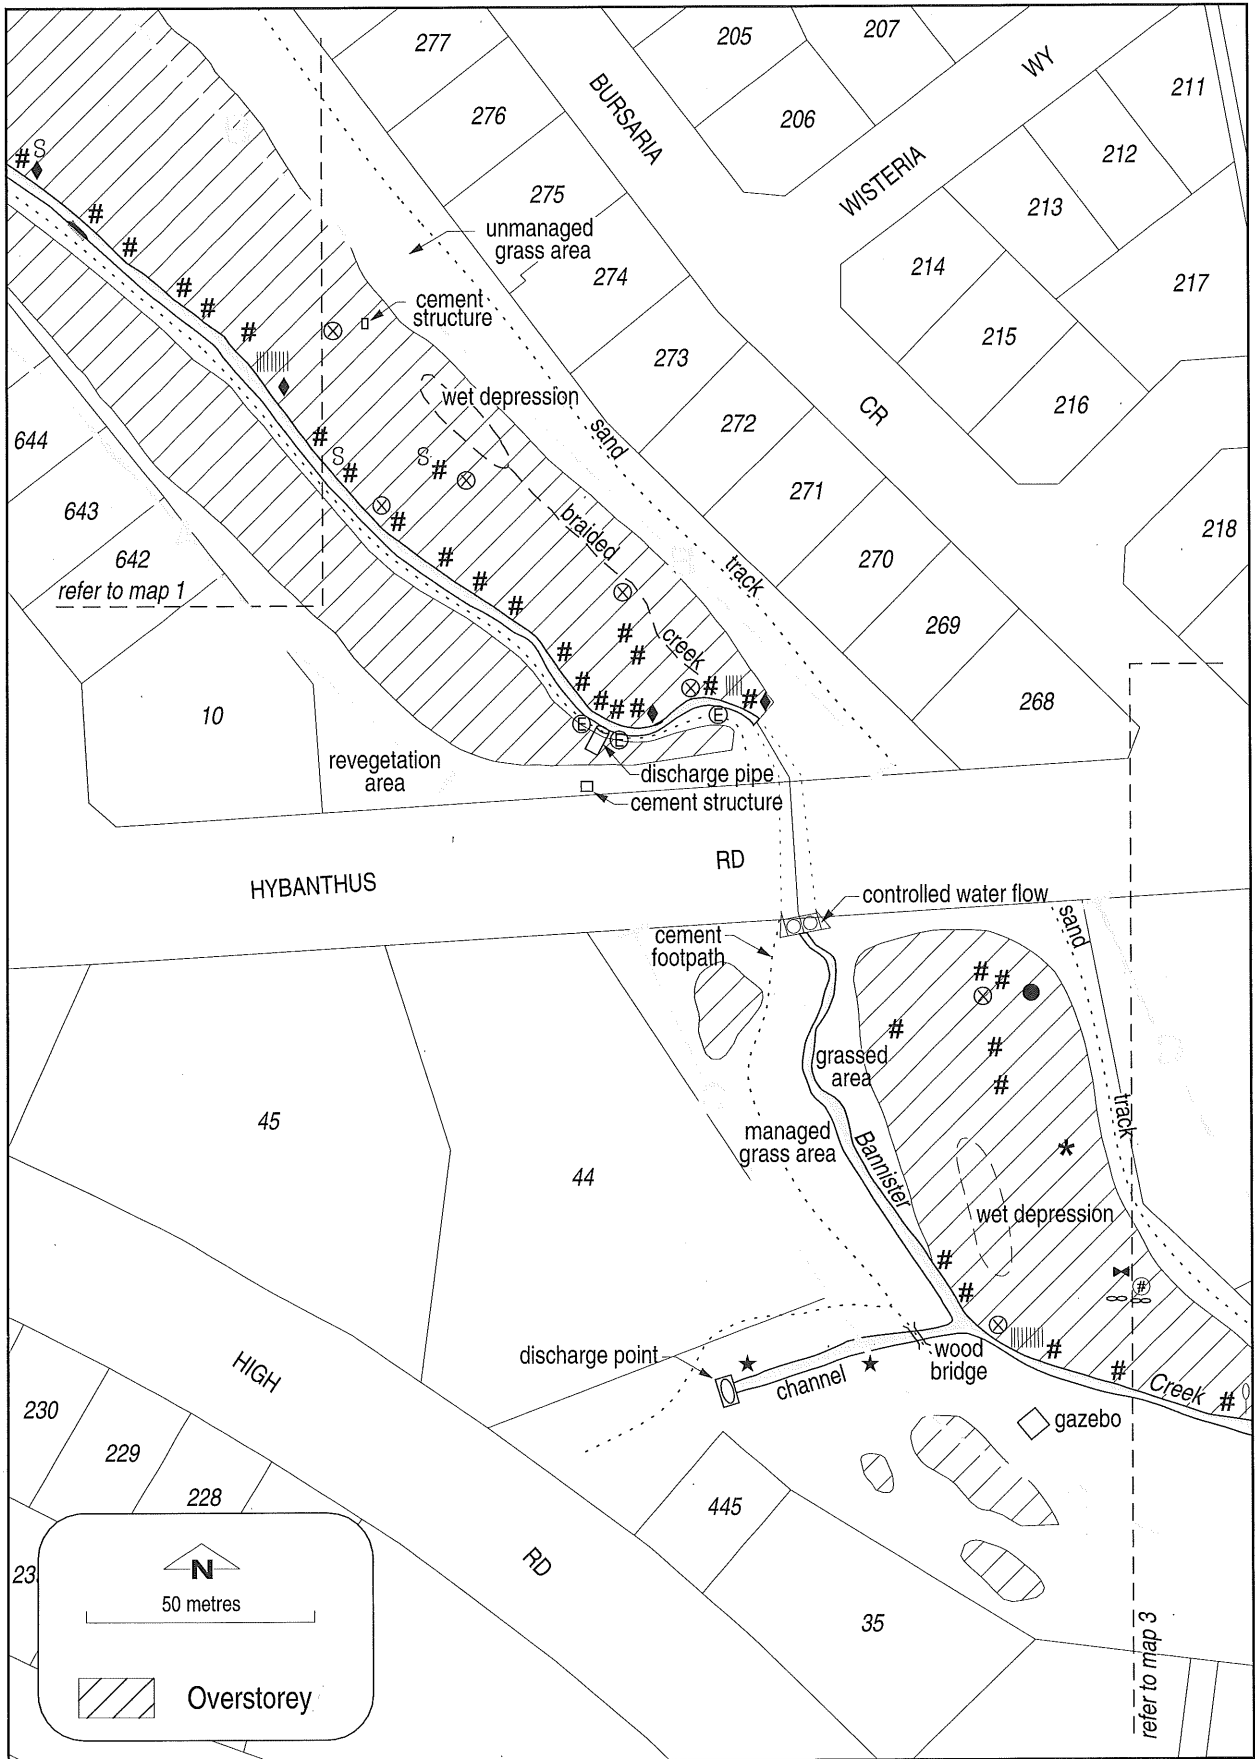 277
205
207
BURSARIA
WY
211
276
206
212
WISTERIA
S
275
213
unmanaged
grass area
274
214
217
cement
structure
273
215
216
wet depression
272
CR
sand
644
S
S
271
643
braided
218
642
270
track
refer to map 1
269
creek
268
10
E
E
E
revegetation
area
discharge pipe
cement structure
RD
HYBANTHUS
controlled water flow
sand
cement
footpath
grassed
area
45
track
managed
grass area
Bannister
44
wet depression
discharge point
wood
bridge
channel
Creek
HIGH
230
gazebo
229
228
445
RD
23
N
50 metres
35
refer to map 3
Overstorey